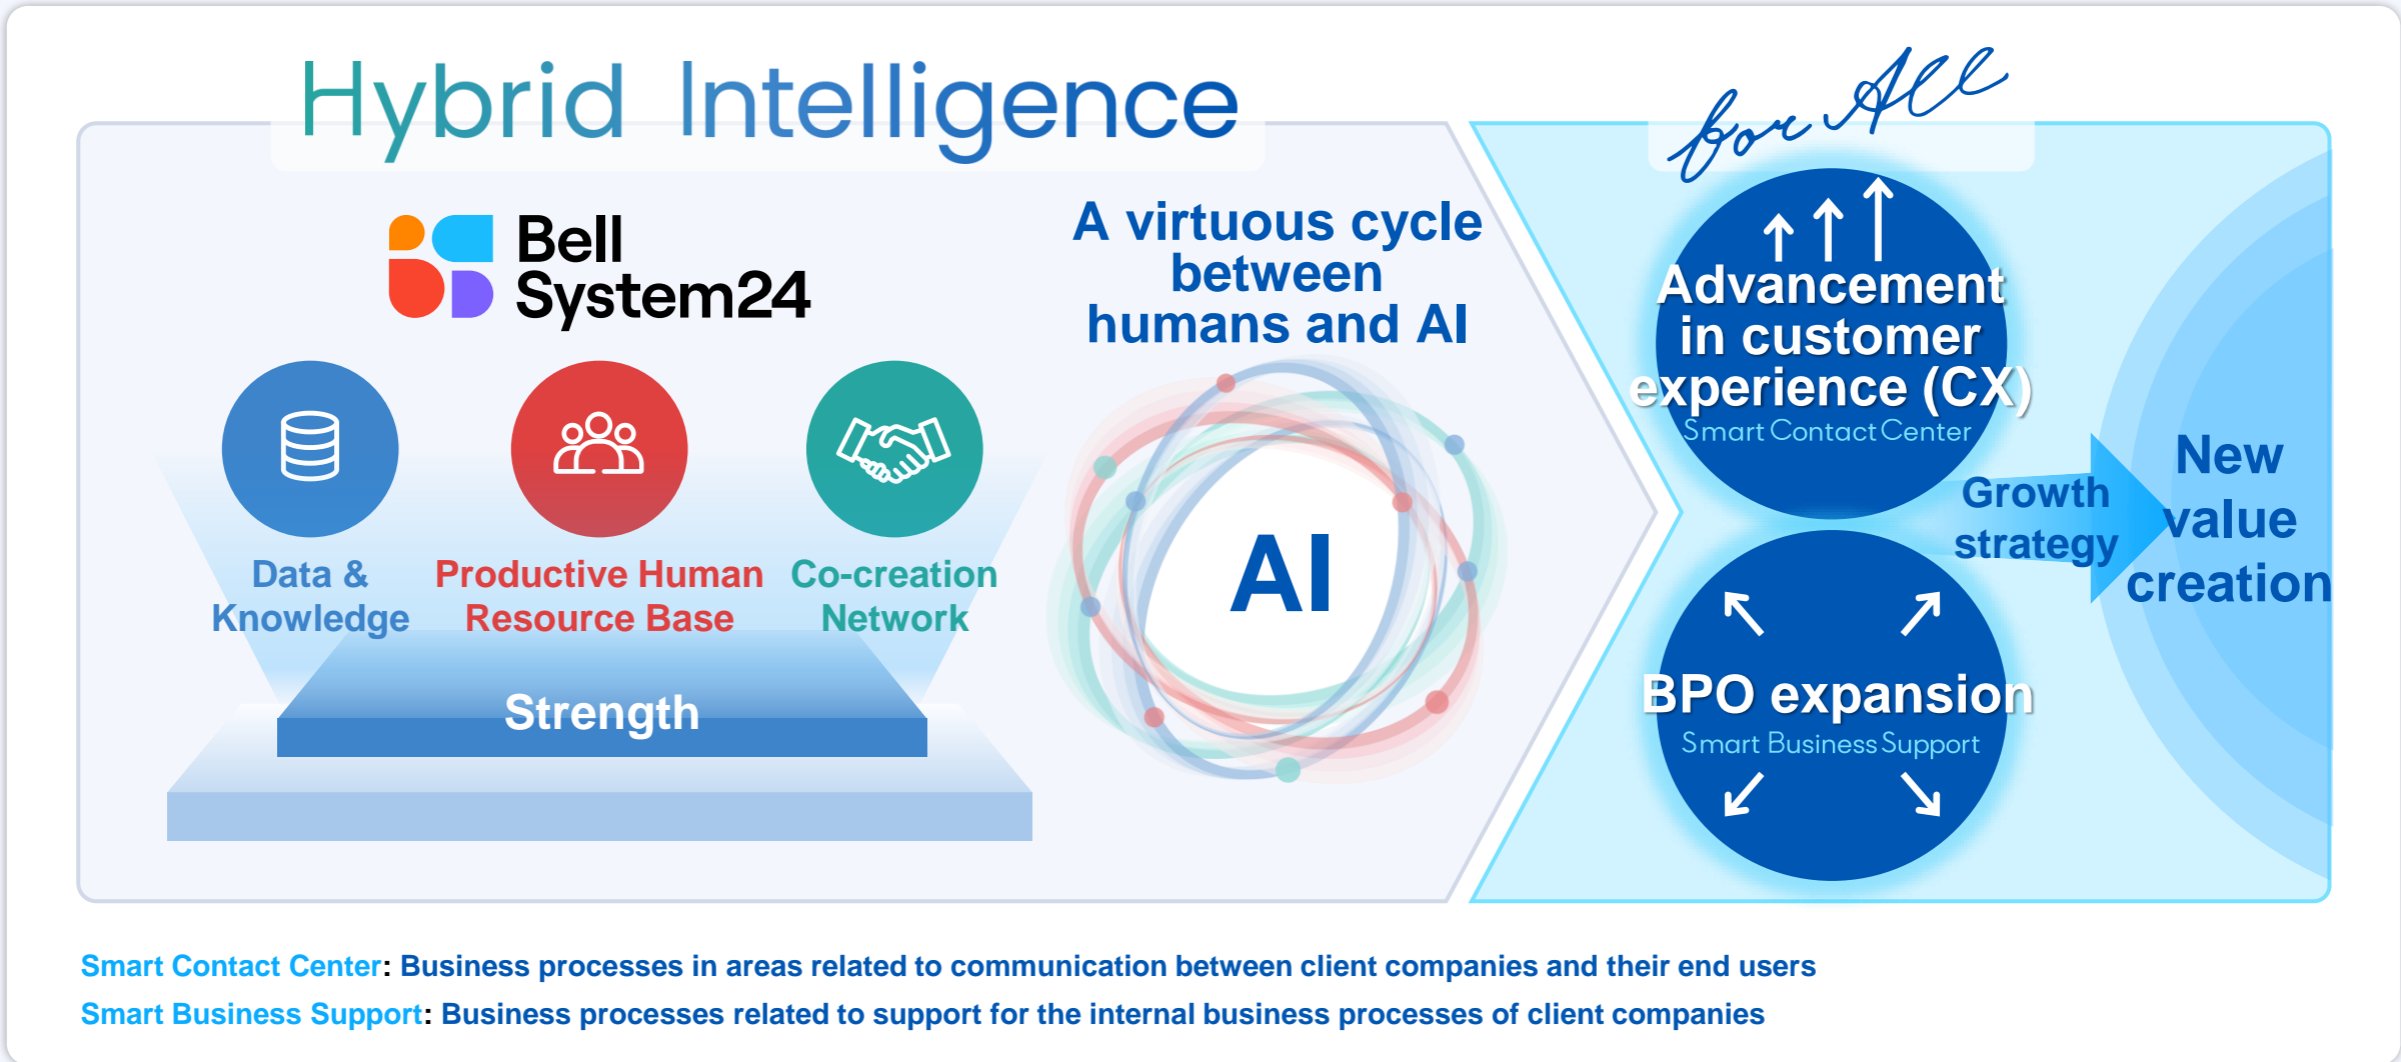 Hybrid Intelligence
for All
Bell
System24
A virtuous cycle
between
humans and AI
Data &
Knowledge
Productive Human
Resource Base
Co-creation
Network
Strength
AI
Advancement
in customer
experience (CX)
Smart Contact Center
BPO expansion
Smart Business Support
Growth
strategy
New
value
creation
Smart Contact Center: Business processes in areas related to communication between client companies and their end users
Smart Business Support: Business processes related to support for the internal business processes of client companies